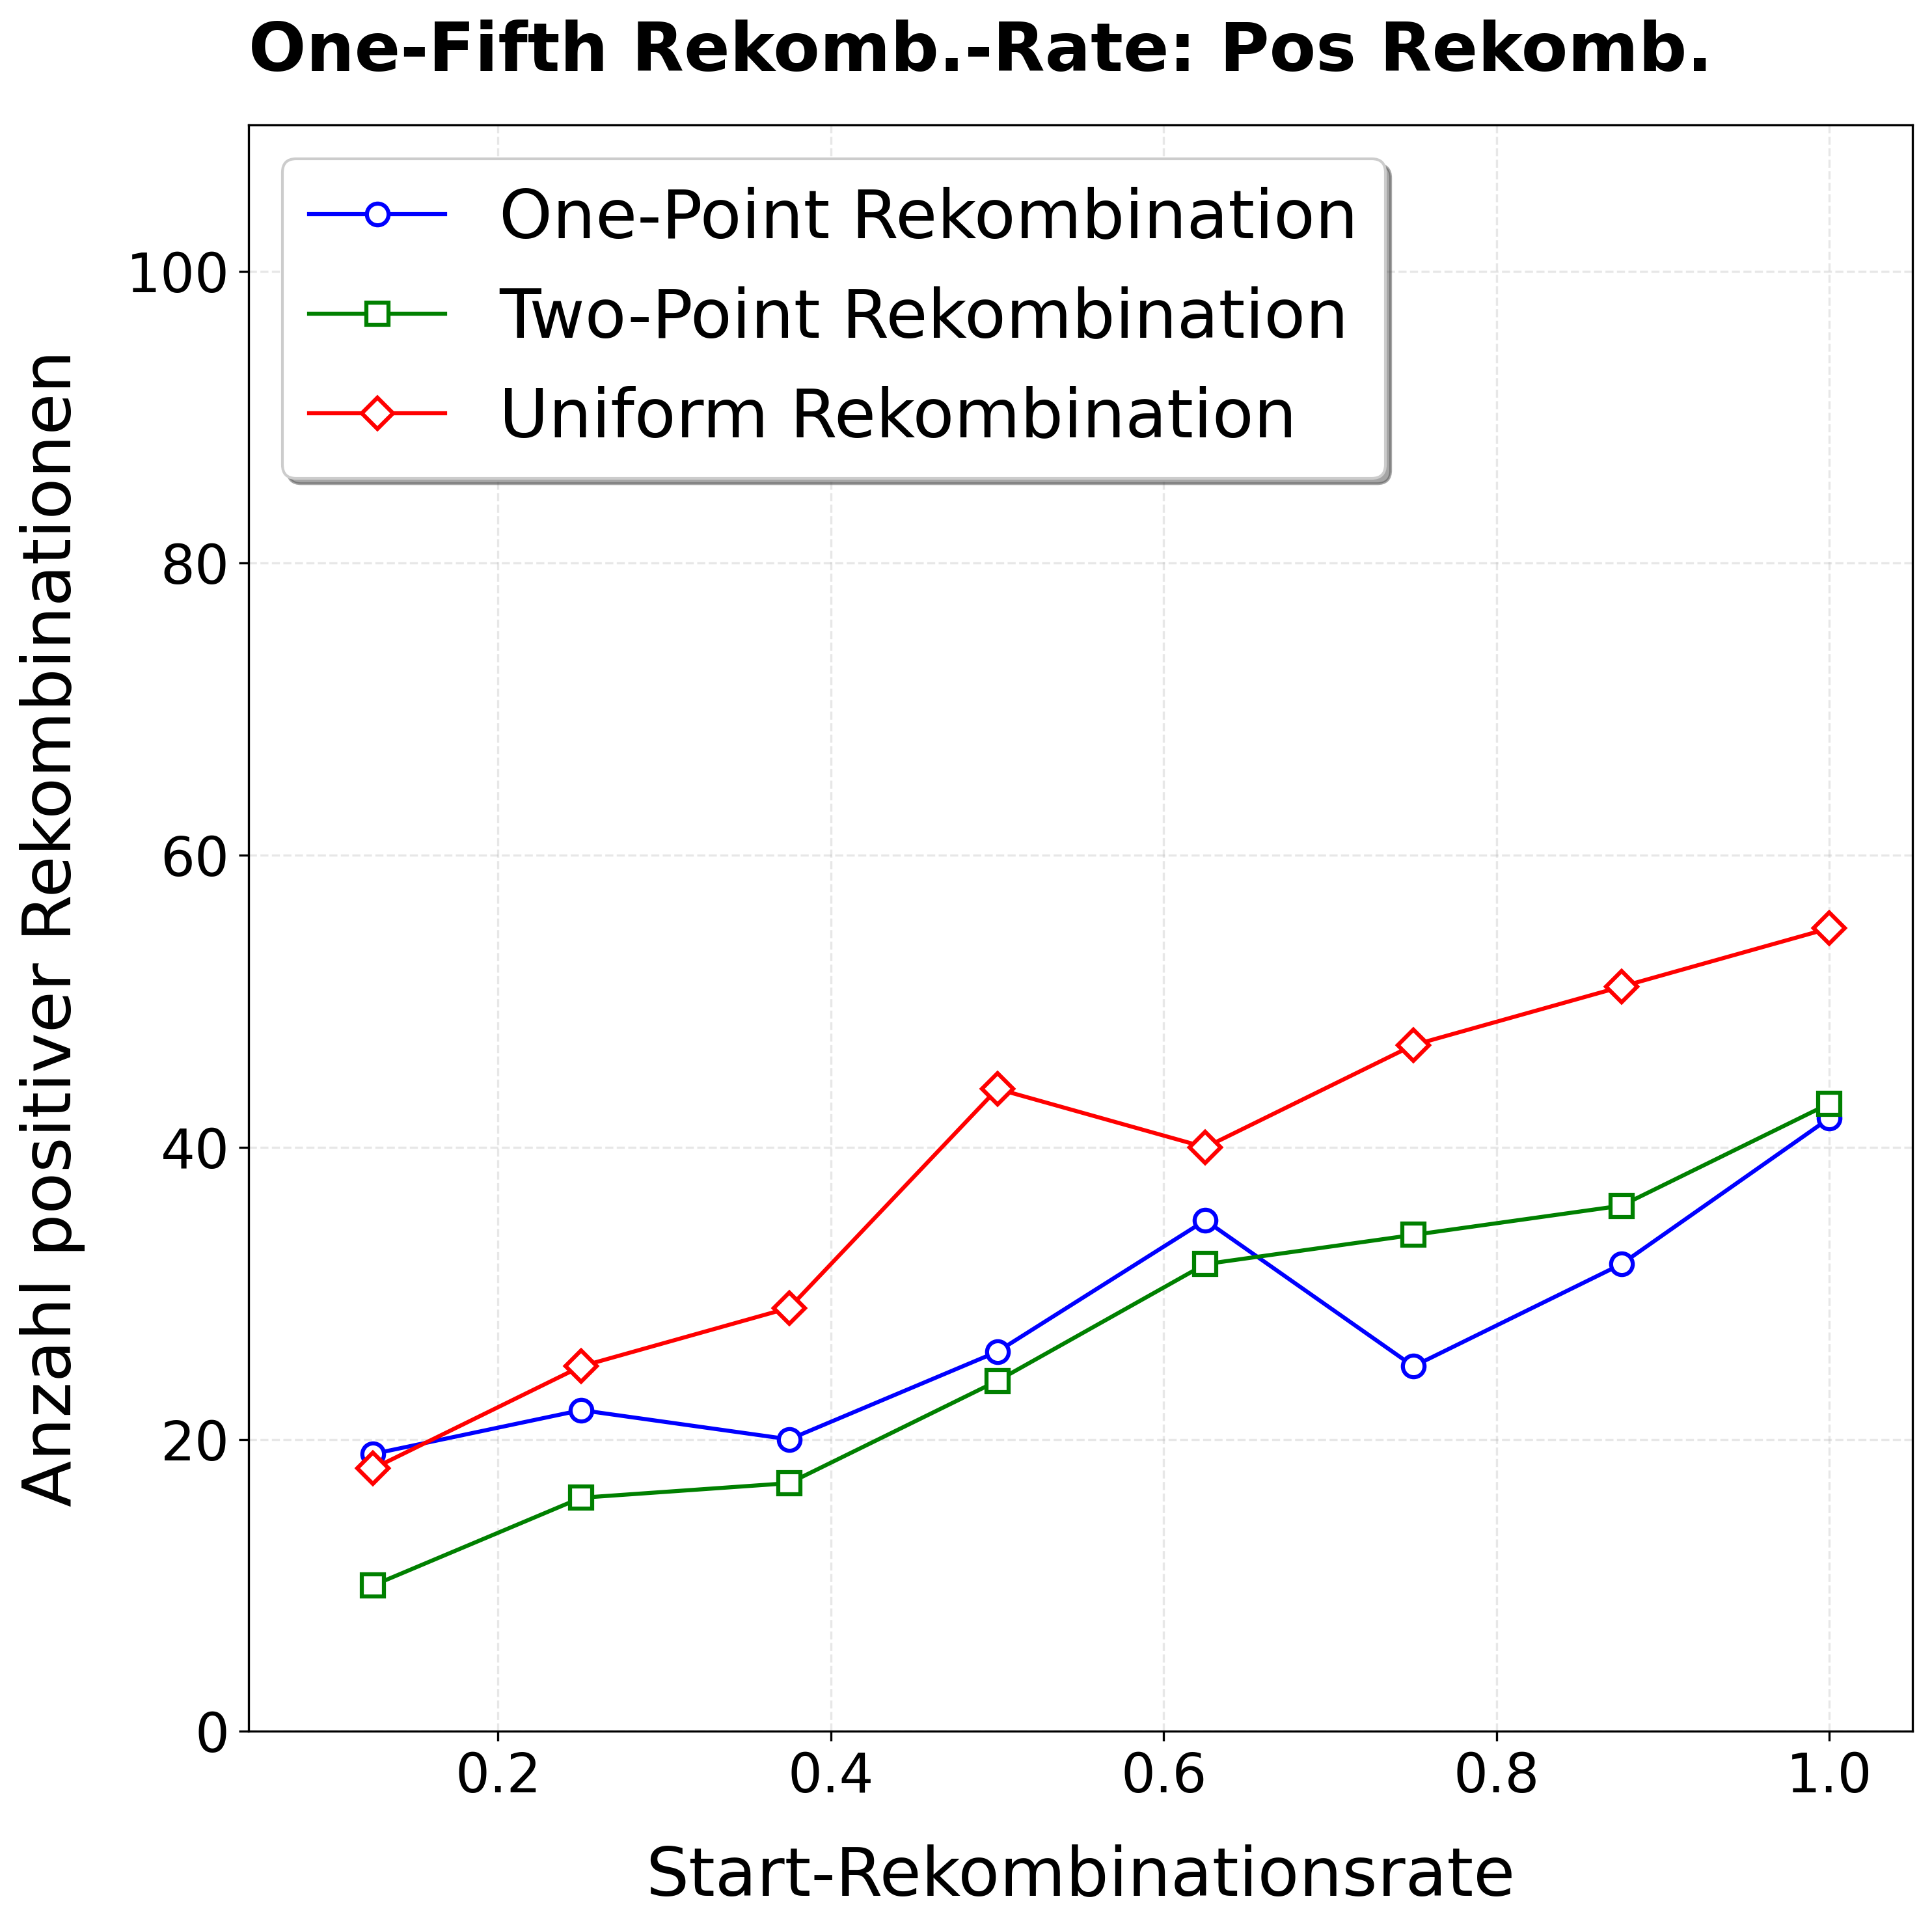 One-Fifth Rekomb.-Rate: Pos Rekomb.
One-Point Rekombination
Two-Point Rekombination
Uniform Rekombination
Anzahl positiver Rekombinationen
100
80
60
40
20
0
0.2 0.4 0.6 0.8 1.0
Start-Rekombinationsrate